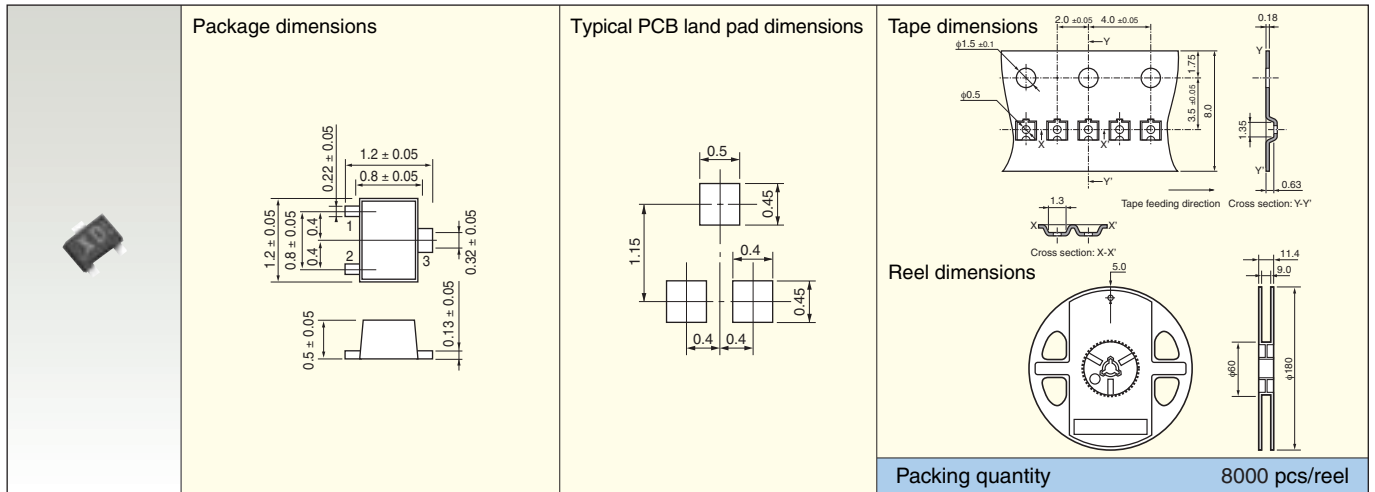 Package dimensions
1.2 ± 0.05
0.8 ± 0.05
0.22 ± 0.05
1.2 ± 0.05
0.8 ± 0.05
0.4
0.4
1
2
3
0.32 ± 0.05
0.5 ± 0.05
0.13 ± 0.05
Typical PCB land pad dimensions
0.5
0.45
1.15
0.4
0.45
0.4
0.4
Tape dimensions
2.0 ±0.05
4.0 ±0.05
φ1.5 ±0.1
φ0.5
Y
1.75
3.5 ±0.05
8.0
X
X'
Y'
Tape feeding direction
0.18
Y
1.35
Y'
0.63
Cross section: Y-Y'
1.3
X
X'
Cross section: X-X'
Reel dimensions
5.0
11.4
9.0
φ60
φ180
Packing quantity 8000 pcs/reel